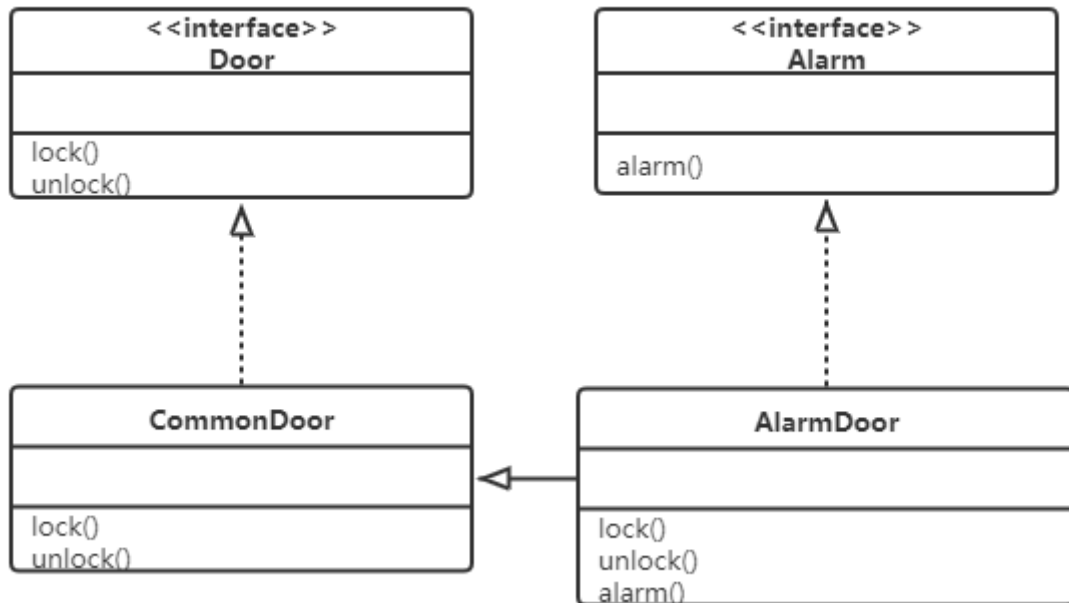 <<interface>>
Door
lock()
unlock()
<<interface>>
Alarm
alarm()
CommonDoor
lock()
unlock()
AlarmDoor
lock()
unlock()
alarm()